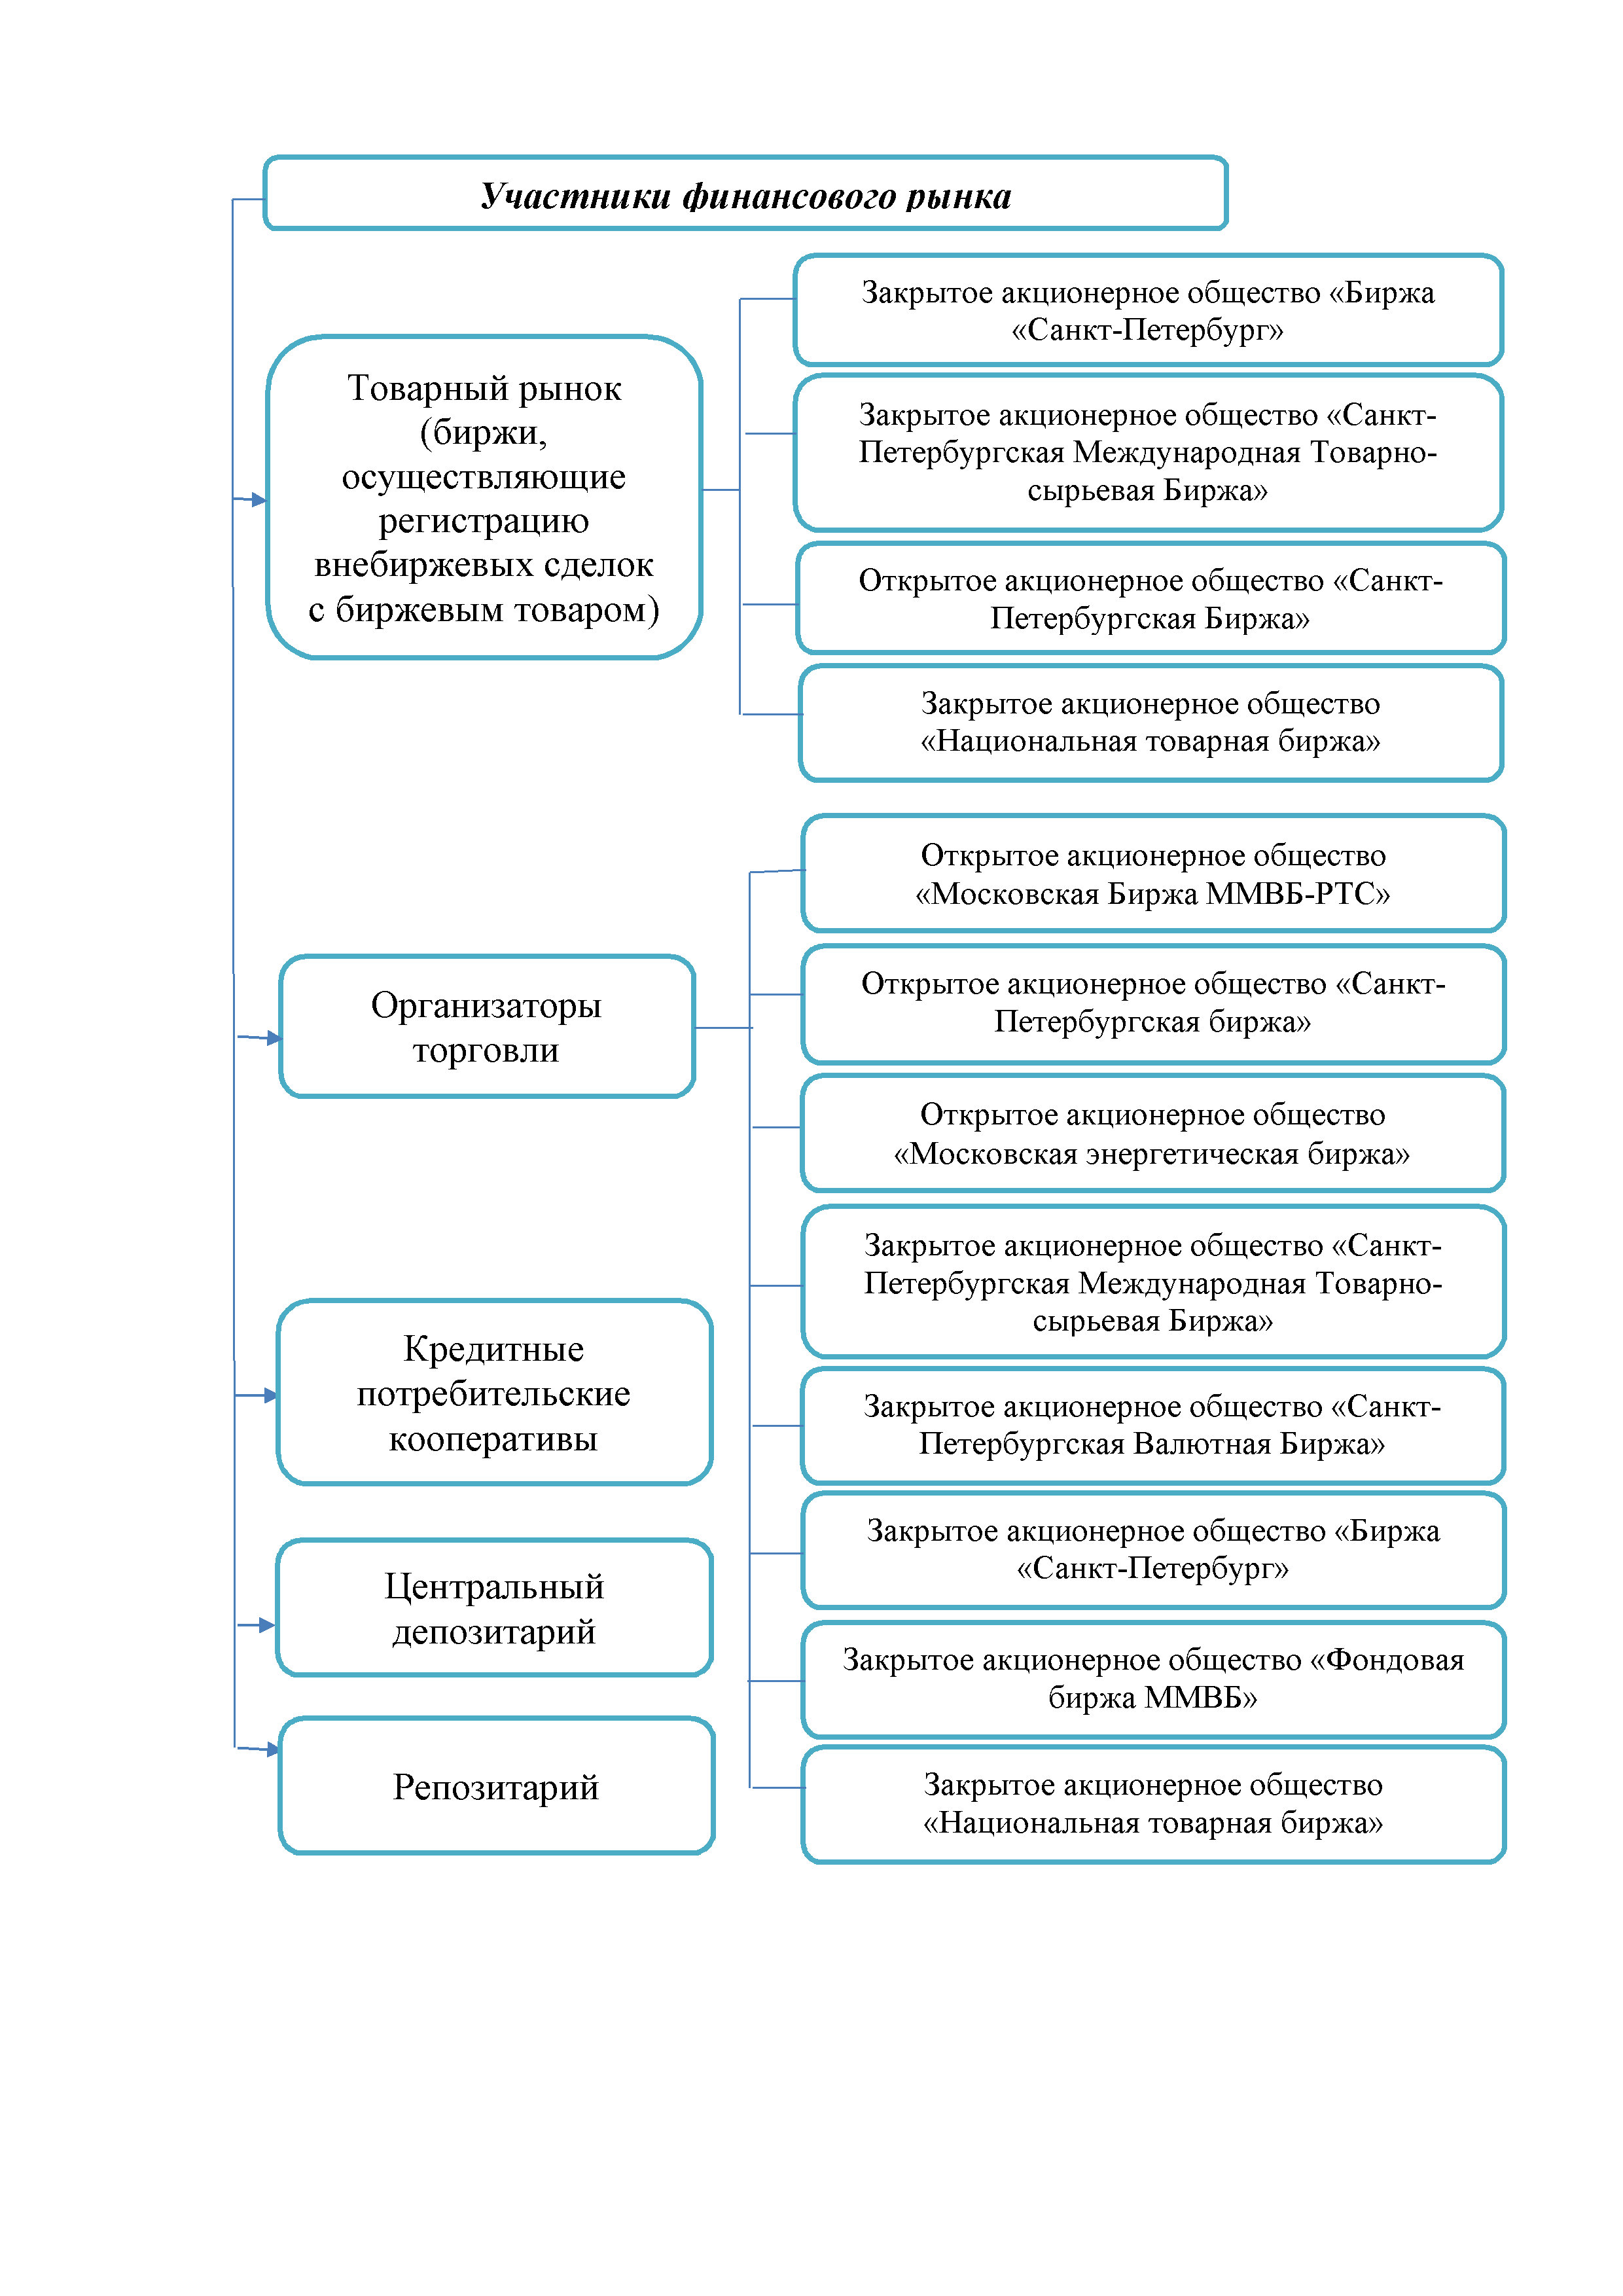 Участники финансового рынка
Товарный рынок
(биржи,
осуществляющие
регистрацию
внебиржевых сделок
с биржевым товаром)
Закрытое акционерное общество «Биржа
«Санкт-Петербург»
Закрытое акционерное общество «Санкт-
Петербургская Международная Товарно-
сырьевая Биржа»
Открытое акционерное общество «Санкт-
Петербургская Биржа»
Закрытое акционерное общество
«Национальная товарная биржа»
Организаторы
торговли
Открытое акционерное общество
«Московская Биржа ММВБ-РТС»
Открытое акционерное общество «Санкт-
Петербургская биржа»
Открытое акционерное общество
«Московская энергетическая биржа»
Закрытое акционерное общество «Санкт-
Петербургская Международная Товарно-
сырьевая Биржа»
Закрытое акционерное общество «Санкт-
Петербургская Валютная Биржа»
Закрытое акционерное общество «Биржа
«Санкт-Петербург»
Закрытое акционерное общество «Фондовая
биржа ММВБ»
Закрытое акционерное общество
«Национальная товарная биржа»
Кредитные
потребительские
кооперативы
Центральный
депозитарий
Репозитарий